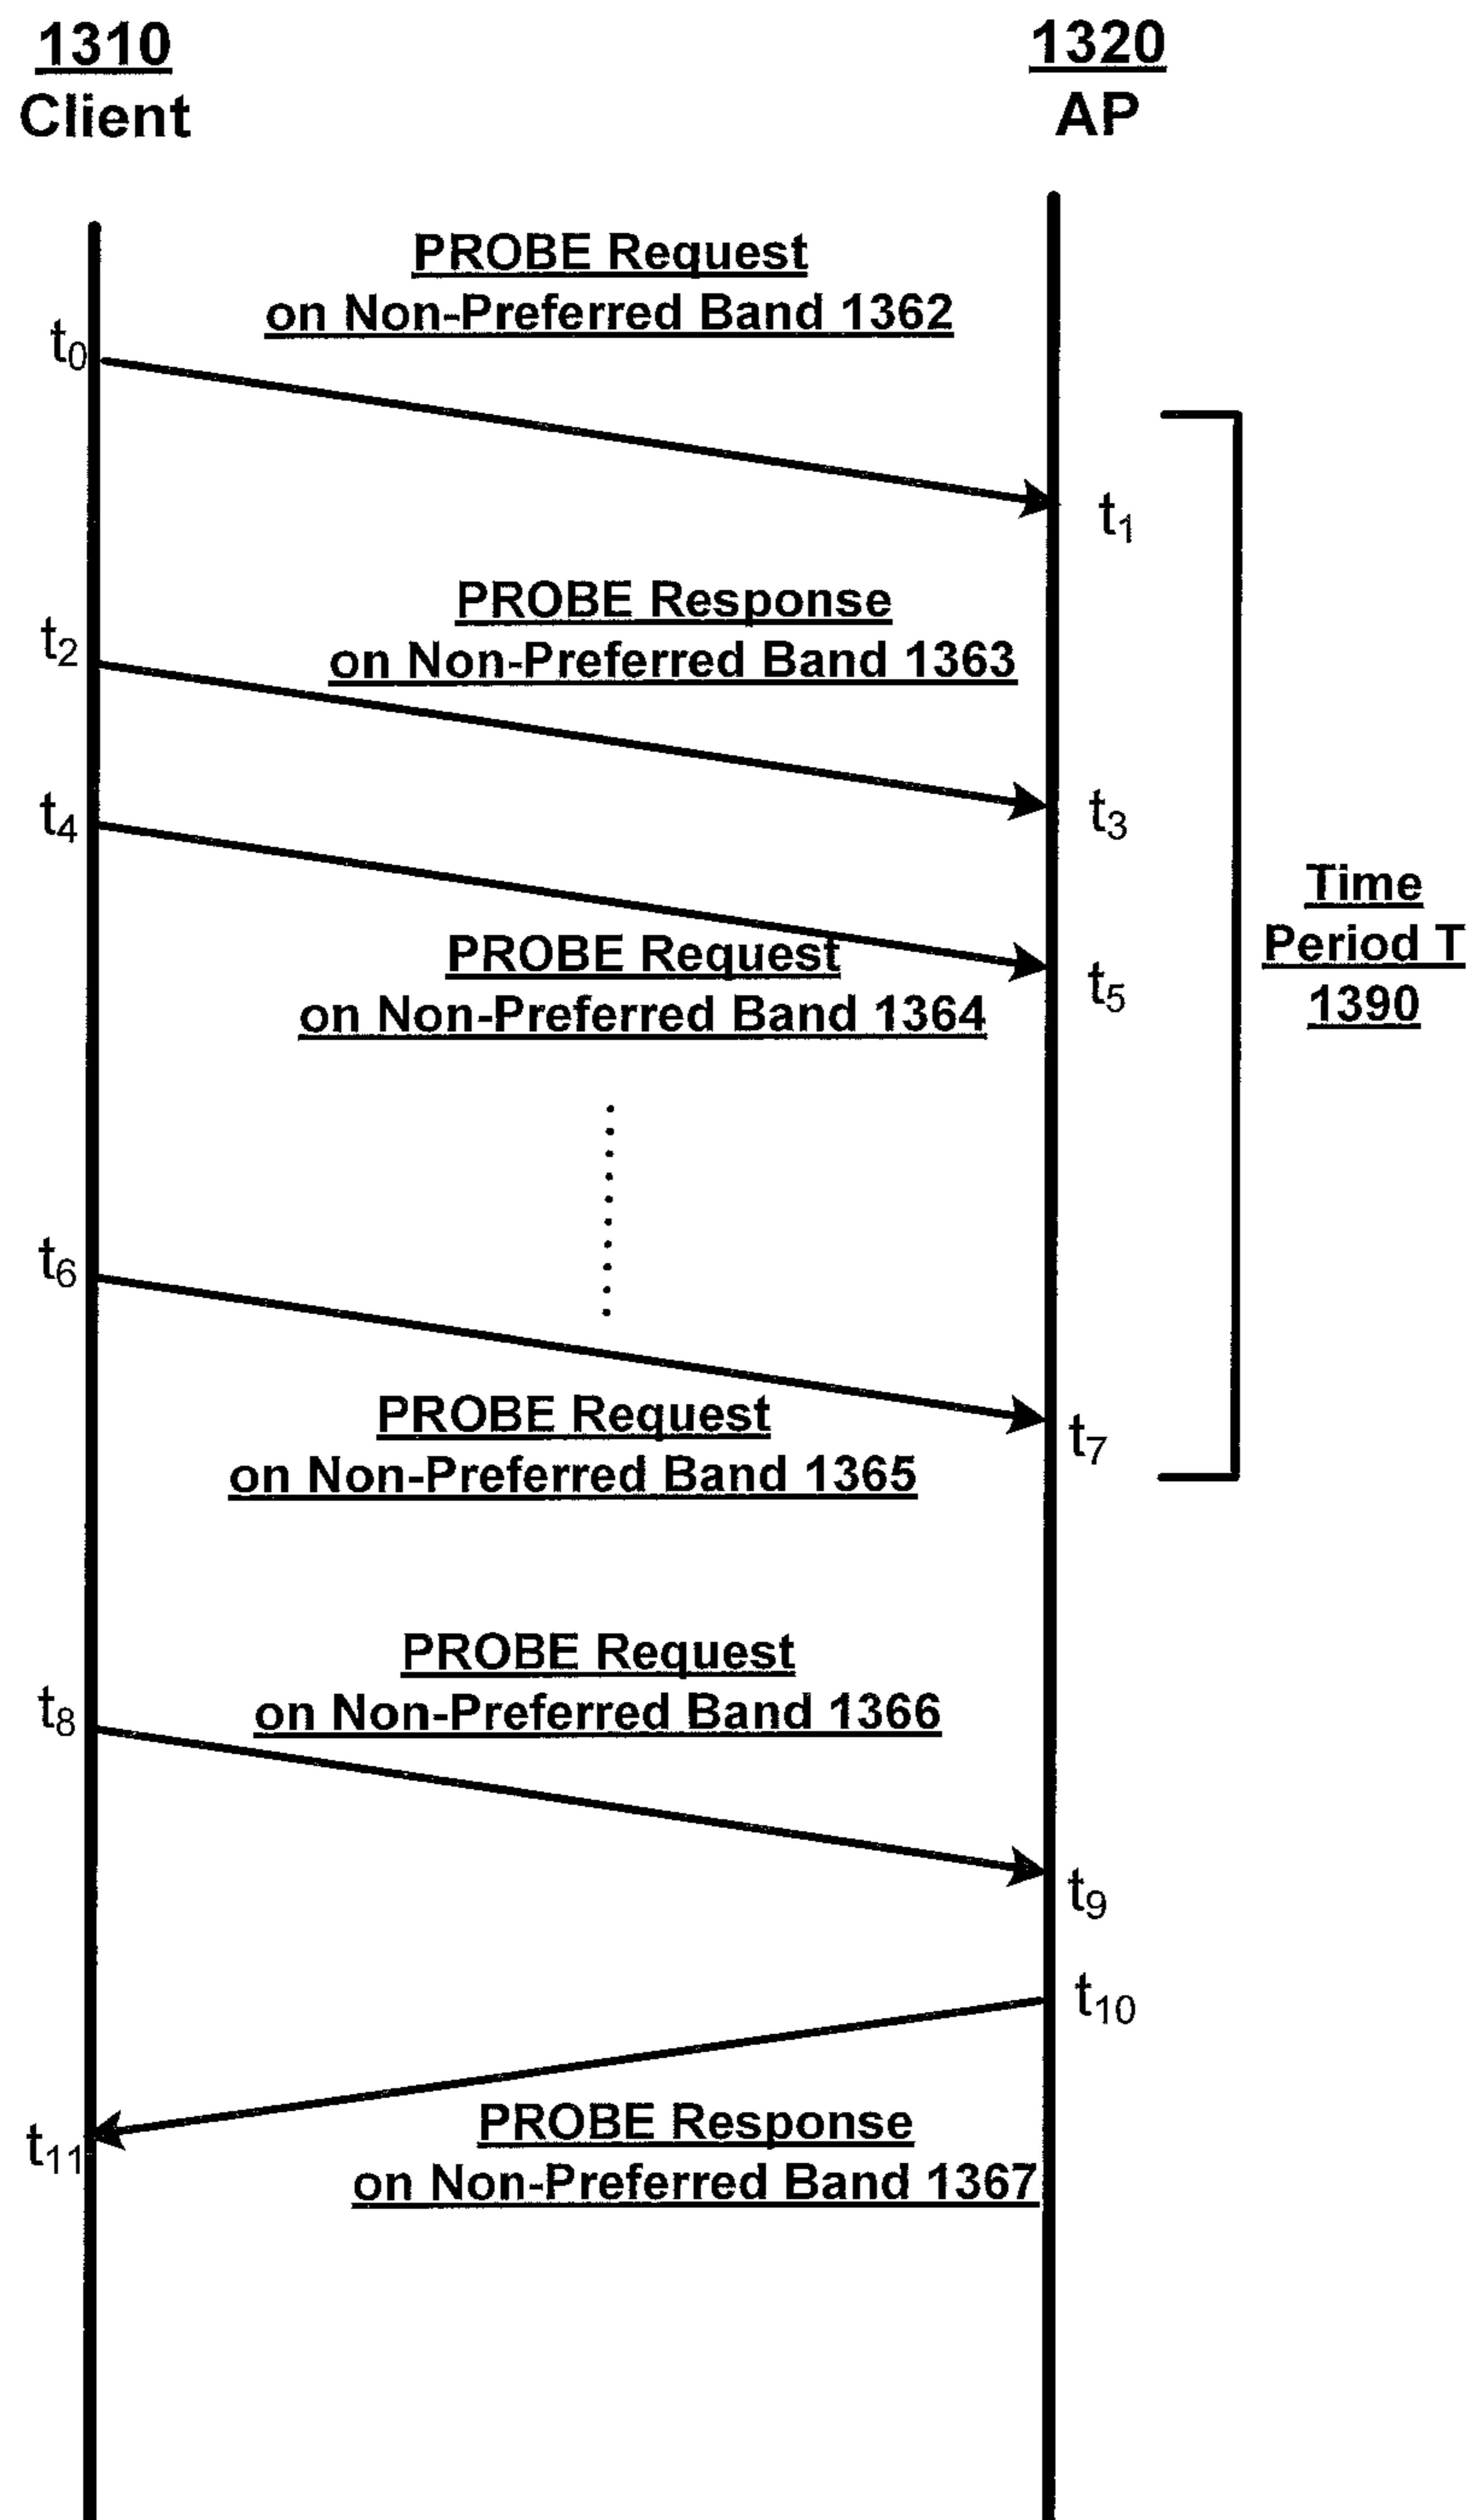 1310
Client
1320
AP
PROBE Request
on Non-Preferred Band 1362
t0
t1
PROBE Response
on Non-Preferred Band 1363
t2
t3
t4
PROBE Request
on Non-Preferred Band 1364
t5
Time
Period T
1390
t6
PROBE Request
on Non-Preferred Band 1365
t7
PROBE Request
on Non-Preferred Band 1366
t8
t9
t10
PROBE Response
on Non-Preferred Band 1367
t11